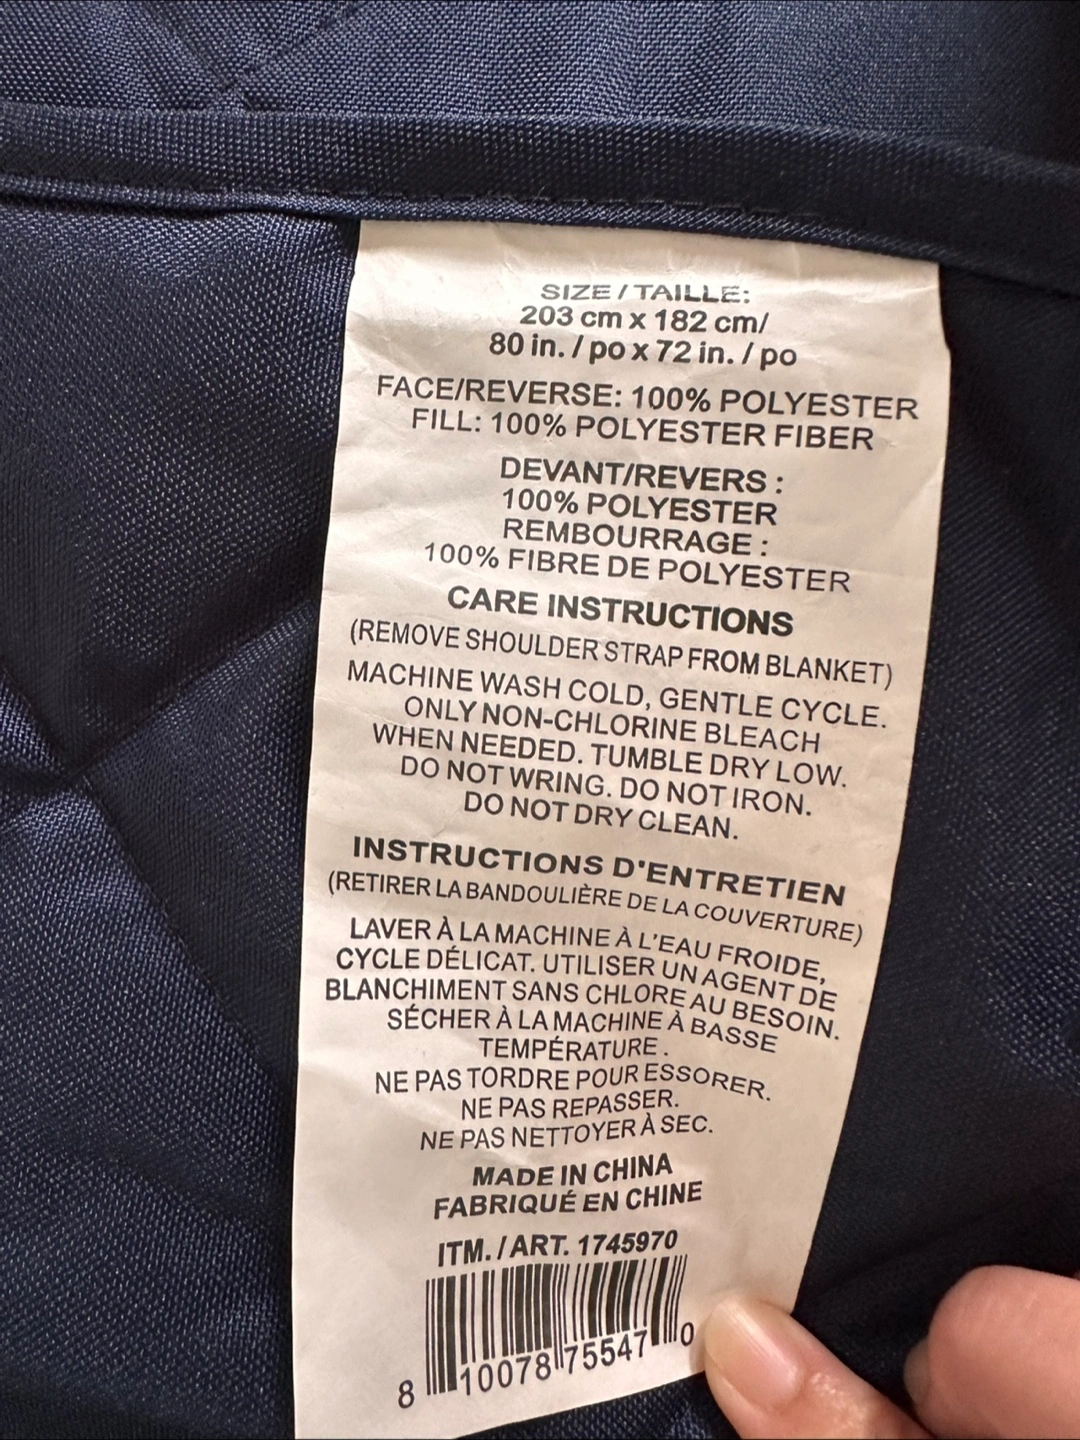 SIZE / TAILLE:
203 cm x 182 cm/
80 in. / po x 72 in. / po
FACE/REVERSE: 100% POLYESTER
FILL: 100% POLYESTER FIBER
DEVANT/REVERS :
100% POLYESTER
REMBOURRAGE :
100% FIBRE DE POLYESTER
CARE INSTRUCTIONS
(REMOVE SHOULDER STRAP FROM BLANKET)
MACHINE WASH COLD, GENTLE CYCLE.
ONLY NON-CHLORINE BLEACH
WHEN NEEDED. TUMBLE DRY LOW.
DO NOT WRING. DO NOT IRON.
DO NOT DRY CLEAN.
INSTRUCTIONS D'ENTRETIEN
(RETIRER LA BANDOULIÈRE DE LA COUVERTURE)
LAVER À LA MACHINE À L'EAU FROIDE,
CYCLE DÉLICAT. UTILISER UN AGENT DE
BLANCHIMENT SANS CHLORE AU BESOIN.
SÉCHER À LA MACHINE À BASSE
TEMPÉRATURE .
NE PAS TORDRE POUR ESSORER.
NE PAS REPASSER.
NE PAS NETTOYER À SEC.
MADE IN CHINA
FABRIQUÉ EN CHINE
ITM. / ART. 1745970
8 10078 75547 0